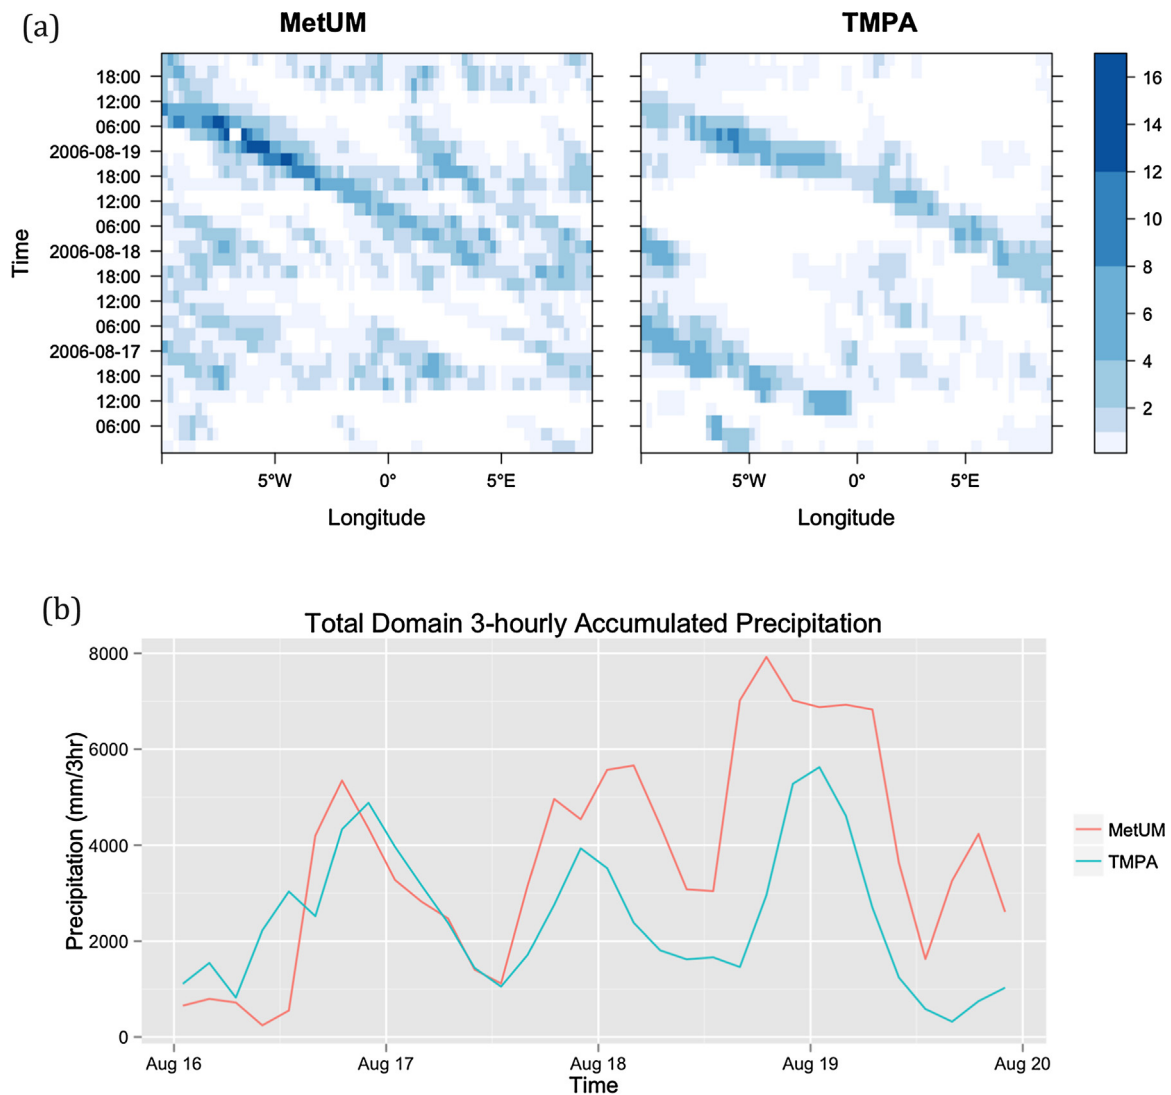 (a)
MetUM
TMPA
18:00
12:00
06:00
2006-08-19
18:00
12:00
06:00
2006-08-18
18:00
12:00
06:00
2006-08-17
18:00
12:00
06:00
Time
5°W
0°
5°E
Longitude
5°W
0°
5°E
Longitude
16
14
12
10
8
6
4
2
(b)
Total Domain 3-hourly Accumulated Precipitation
8000
6000
4000
2000
0
Precipitation (mm/3hr)
Aug 16
Aug 17
Aug 18
Aug 19
Aug 20
Time
MetUM
TMPA